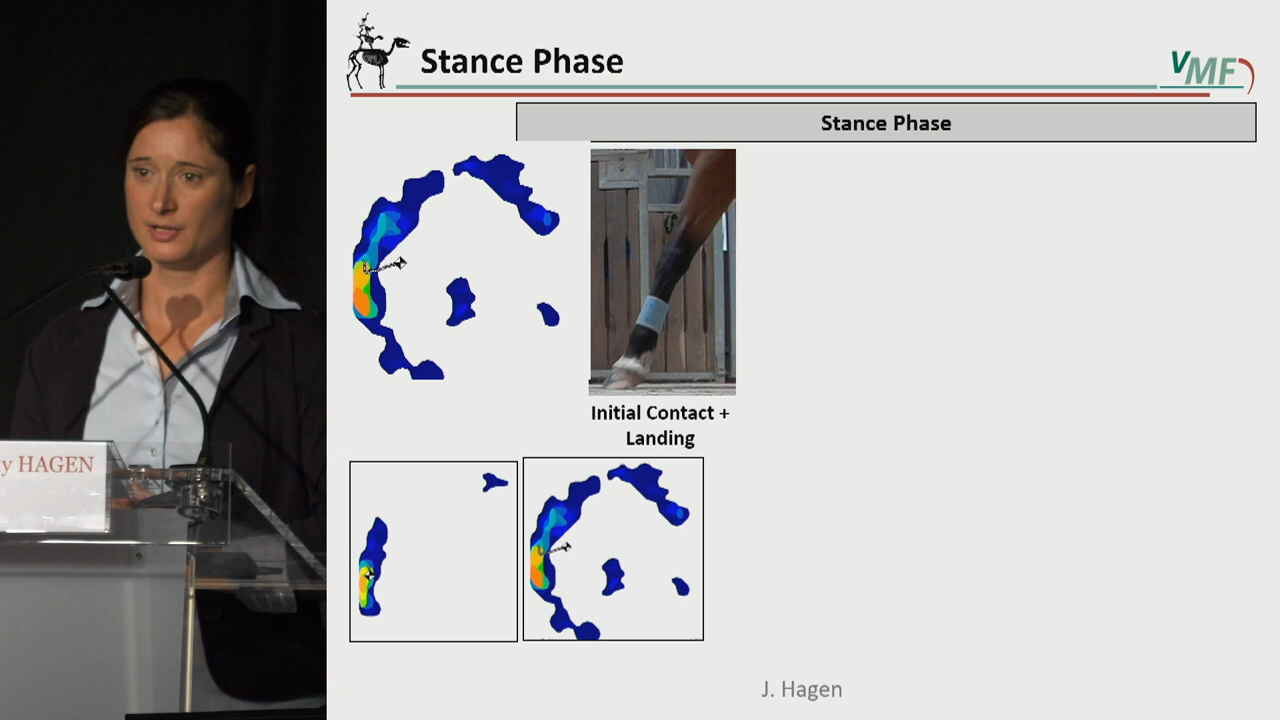 Stance Phase
VMF
Stance Phase
Initial Contact +
Landing
y HAGEN
J. Hagen